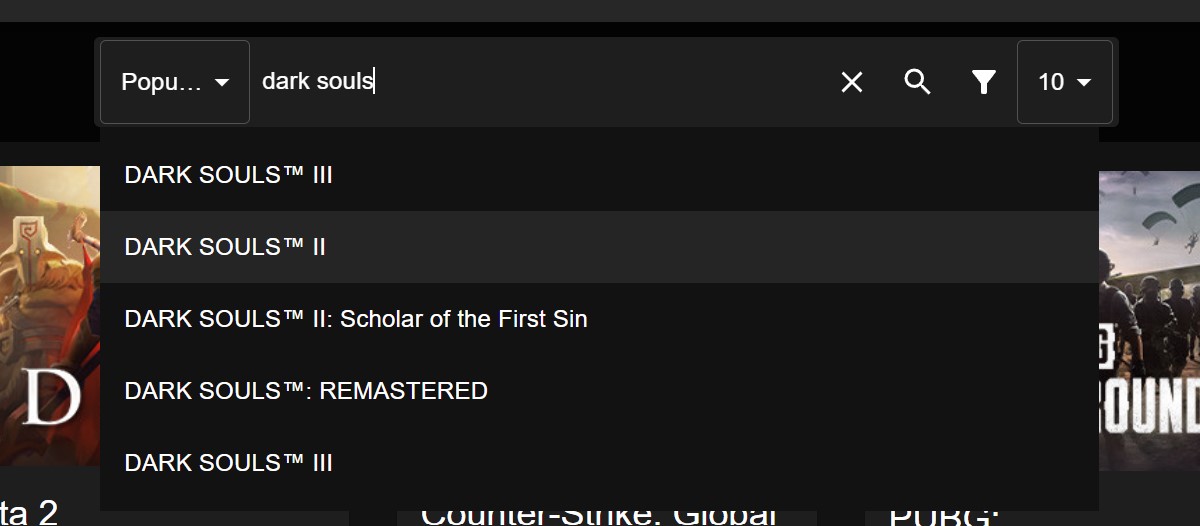 Popu... dark souls 10
DARK SOULS™ III
DARK SOULS™ II
DARK SOULS™ II: Scholar of the First Sin
DARK SOULS™: REMASTERED
DARK SOULS™ III
D
G
ROUND
ta 2 Counter-Strike: Global PUBG: